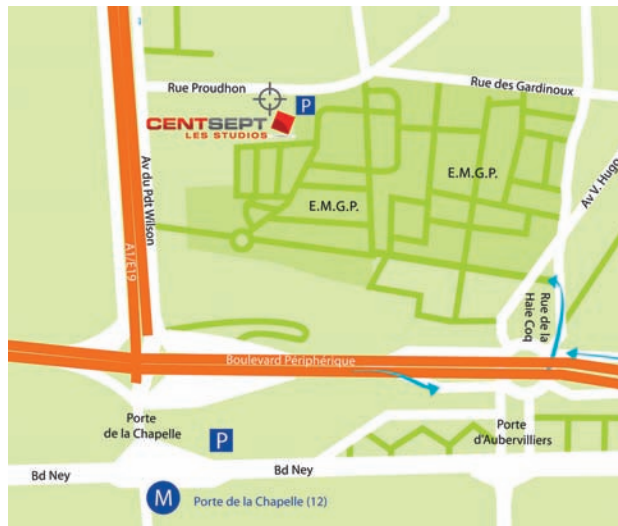 Rue Proudhon
Rue des Gardinoux
P
CENTSEPT
LES STUDIOS
E.M.G.P.
E.M.G.P.
Av V. Hugo
Av du Pdt Wilson
A1/E19
Rue de la
Haie Coq
Boulevard Périphérique
Porte
de la Chapelle
P
Porte
d'Aubervilliers
Bd Ney
Bd Ney
M
Porte de la Chapelle (12)